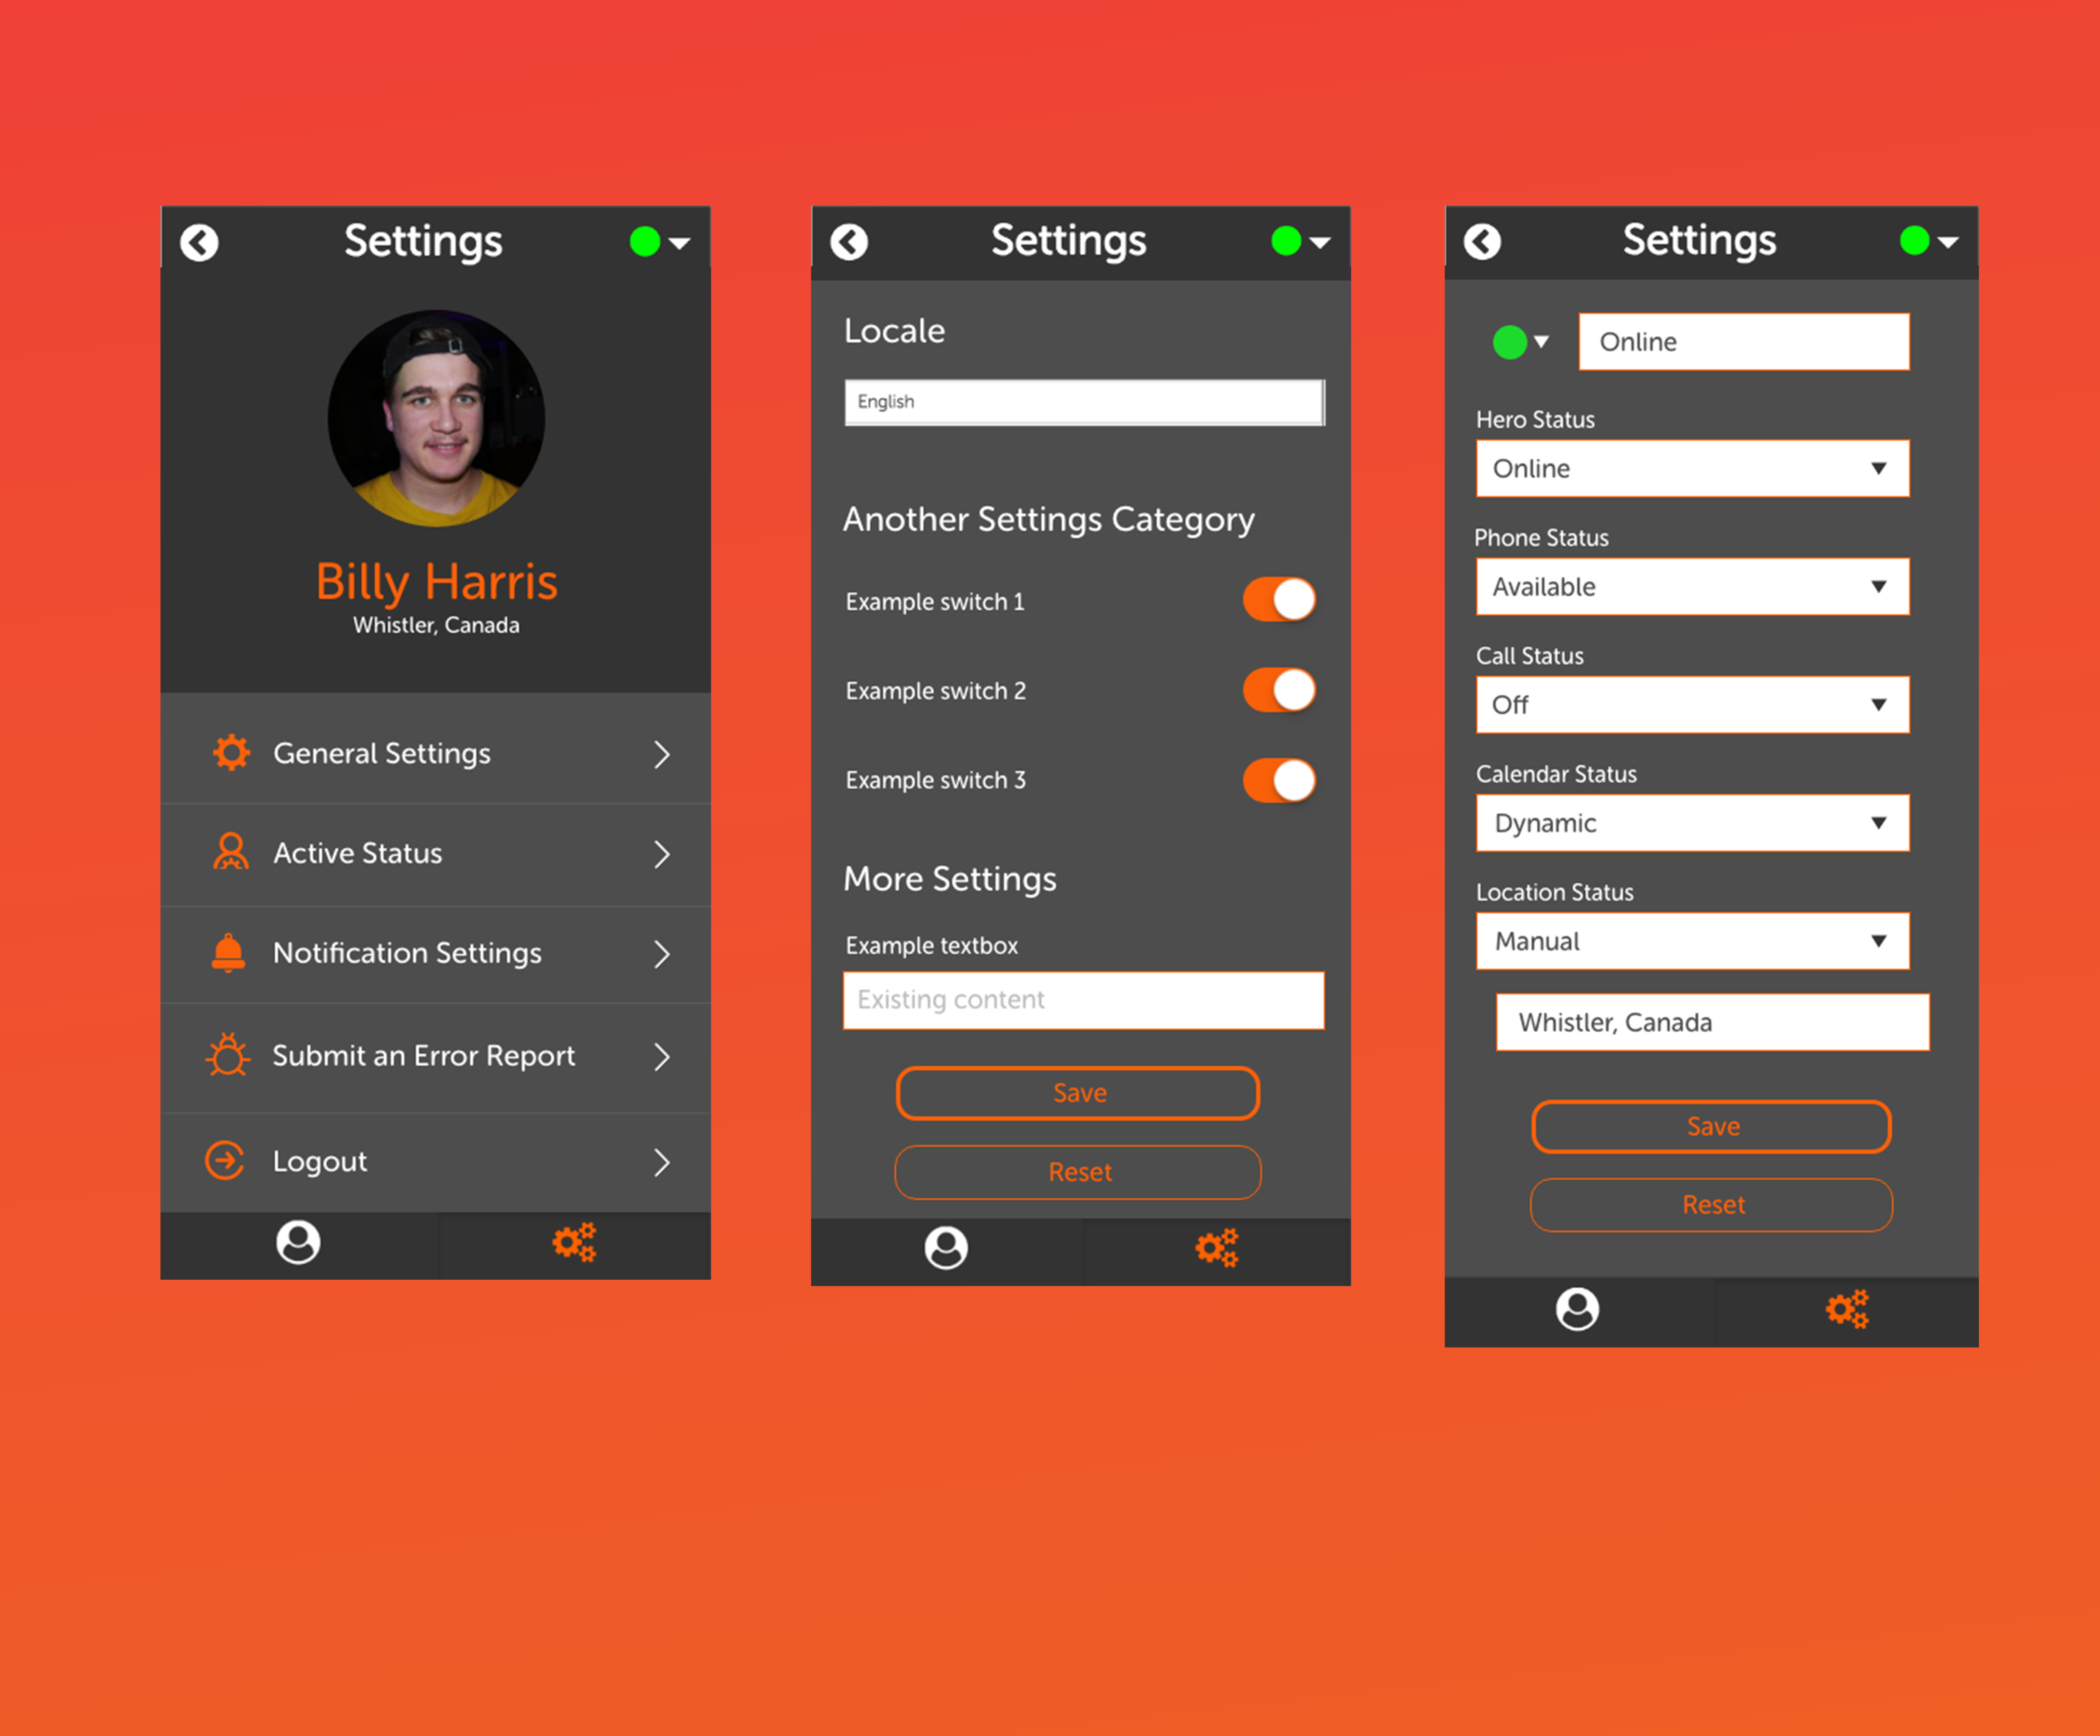 Settings
Billy Harris
Whistler, Canada
General Settings
Active Status
Notification Settings
Submit an Error Report
Logout
Settings
Locale
English
Another Settings Category
Example switch 1
Example switch 2
Example switch 3
More Settings
Example textbox
Existing content
Save
Reset
Settings
Online
Hero Status
Online
Phone Status
Available
Call Status
Off
Calendar Status
Dynamic
Location Status
Manual
Whistler, Canada
Save
Reset